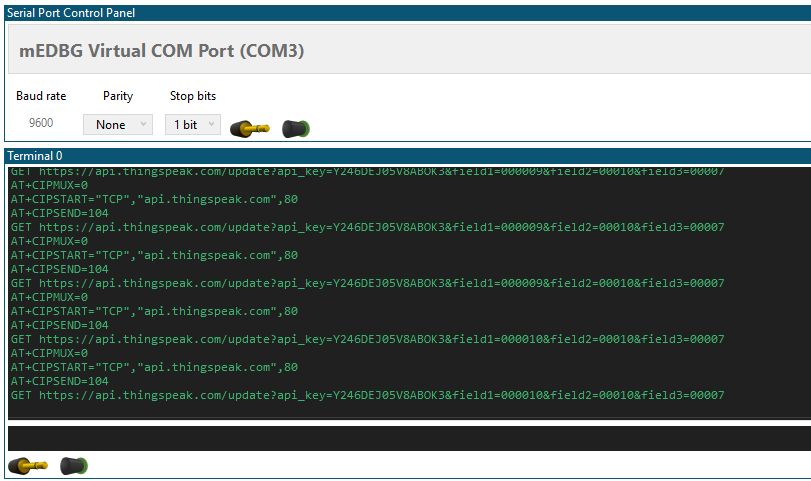 Serial Port Control Panel
mEDBG Virtual COM Port (COM3)
Baud rate Parity Stop bits
9600 None 1 bit
Terminal 0
GET https://api.thingspeak.com/update?api_key=Y246DEJ05V8ABOK3&field1=000009&field2=00010&field3=00007
AT+CIPMUX=0
AT+CIPSTART="TCP","api.thingspeak.com",80
AT+CIPSEND=104
GET https://api.thingspeak.com/update?api_key=Y246DEJ05V8ABOK3&field1=000009&field2=00010&field3=00007
AT+CIPMUX=0
AT+CIPSTART="TCP","api.thingspeak.com",80
AT+CIPSEND=104
GET https://api.thingspeak.com/update?api_key=Y246DEJ05V8ABOK3&field1=000009&field2=00010&field3=00007
AT+CIPMUX=0
AT+CIPSTART="TCP","api.thingspeak.com",80
AT+CIPSEND=104
GET https://api.thingspeak.com/update?api_key=Y246DEJ05V8ABOK3&field1=000010&field2=00010&field3=00007
AT+CIPMUX=0
AT+CIPSTART="TCP","api.thingspeak.com",80
AT+CIPSEND=104
GET https://api.thingspeak.com/update?api_key=Y246DEJ05V8ABOK3&field1=000010&field2=00010&field3=00007